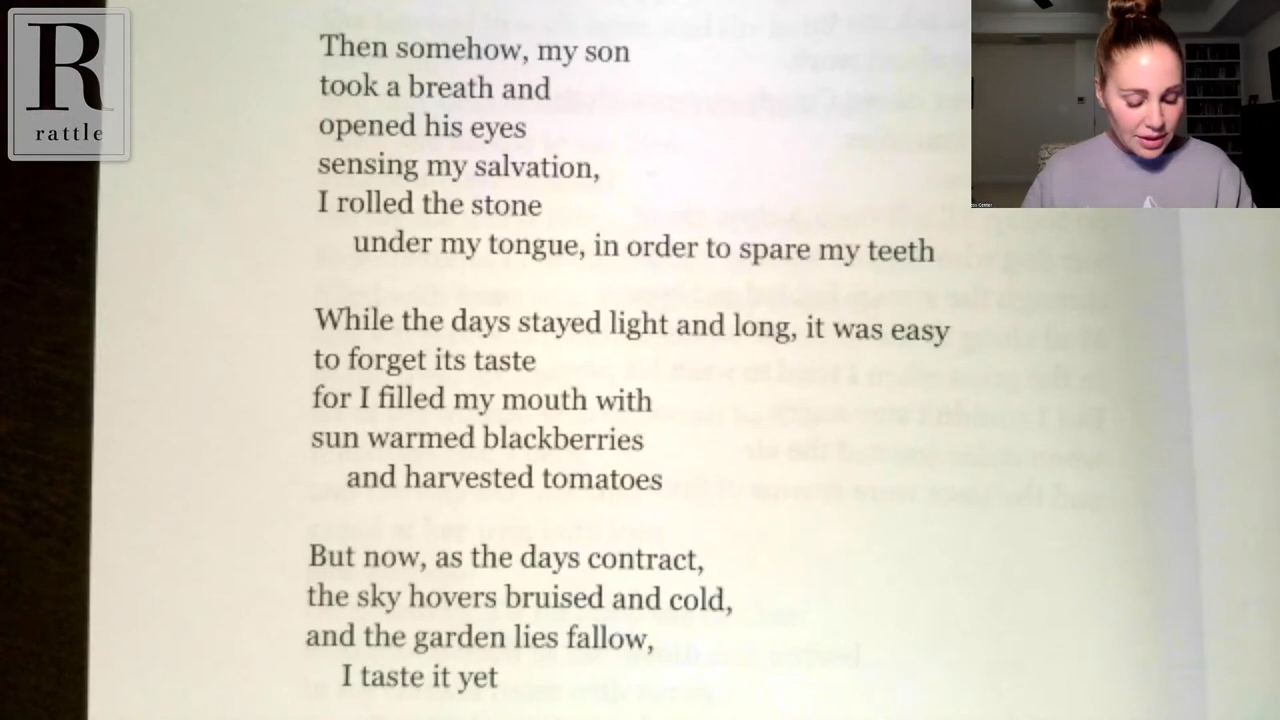 R
rattle
Then somehow, my son
took a breath and
opened his eyes
sensing my salvation,
I rolled the stone
under my tongue, in order to spare my teeth
While the days stayed light and long, it was easy
to forget its taste
for I filled my mouth with
sun warmed blackberries
and harvested tomatoes
But now, as the days contract,
the sky hovers bruised and cold,
and the garden lies fallow,
I taste it yet